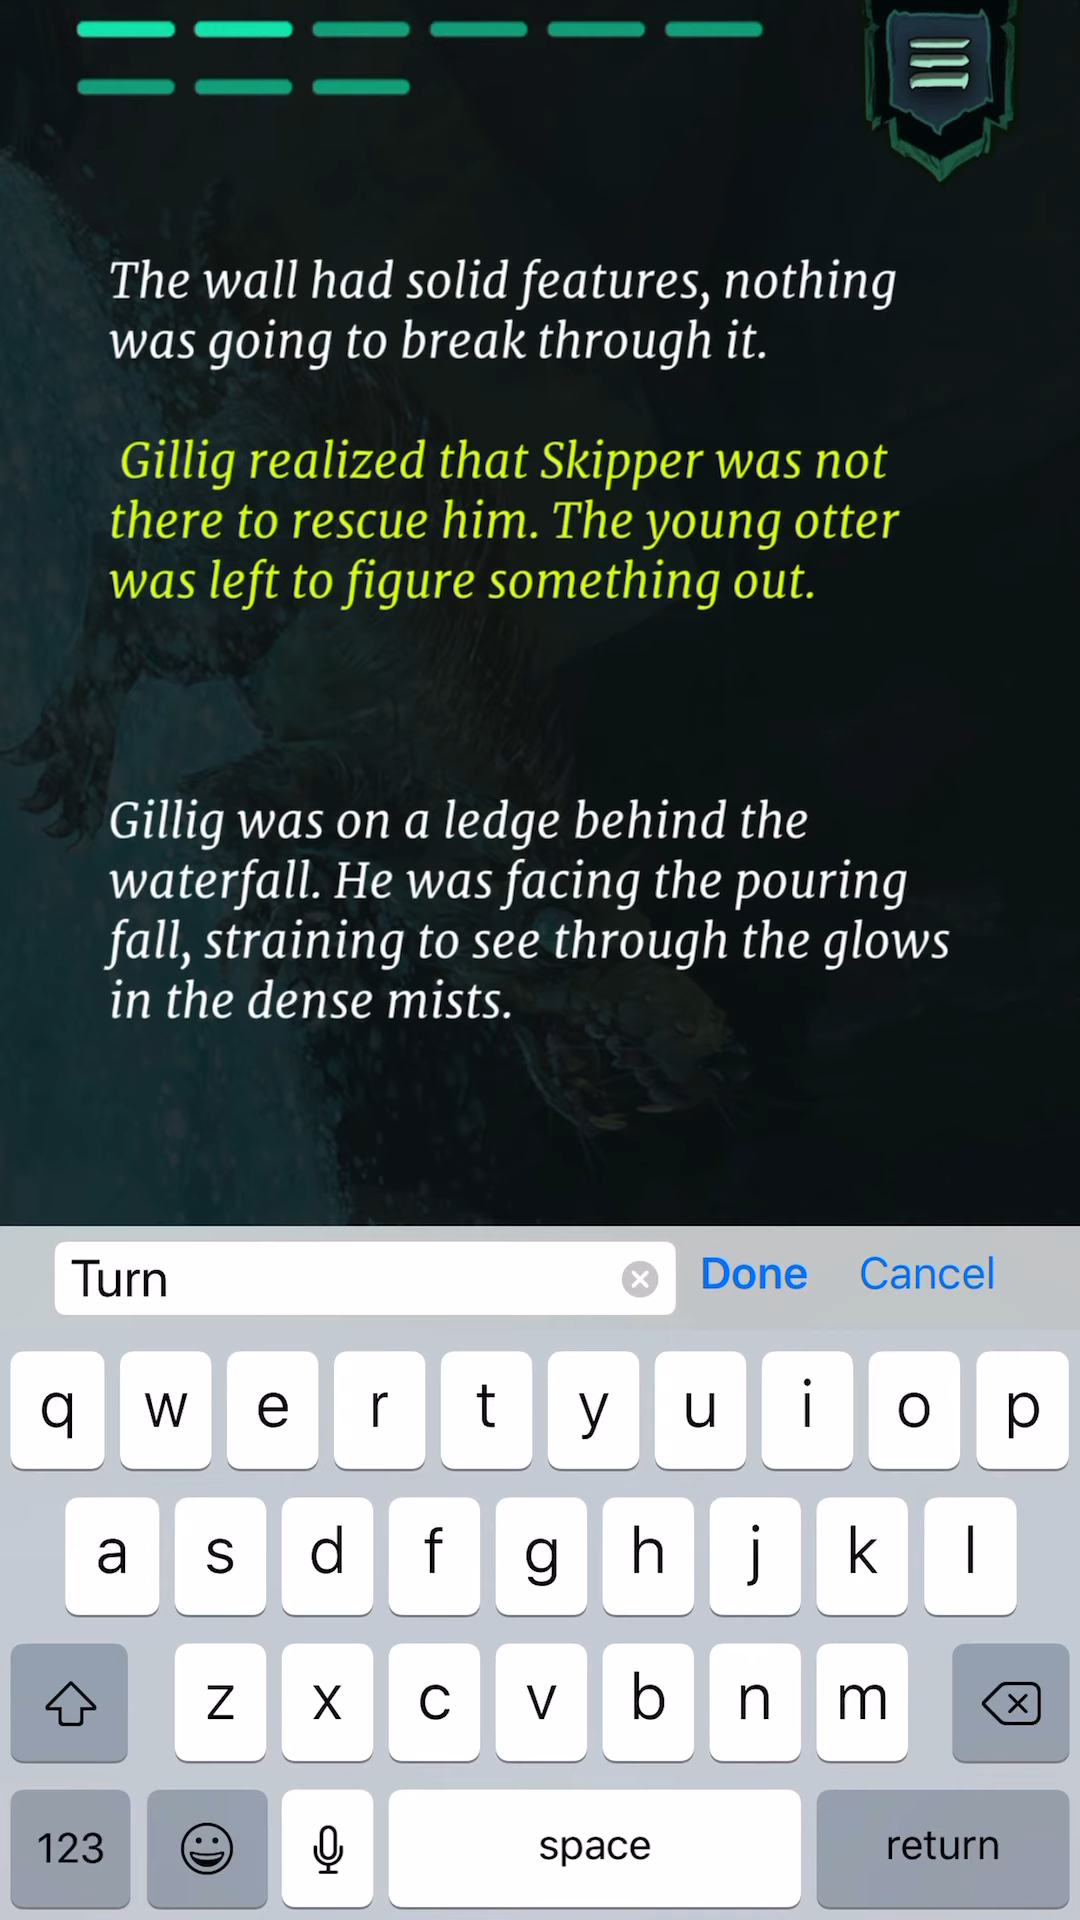 The wall had solid features, nothing
was going to break through it.
Gillig realized that Skipper was not
there to rescue him. The young otter
was left to figure something out.
Gillig was on a ledge behind the
waterfall. He was facing the pouring
fall, straining to see through the glows
in the dense mists.
Turn Done Cancel
q w e r t y u i o p
a s d f g h j k l
z x c v b n m
123 space return